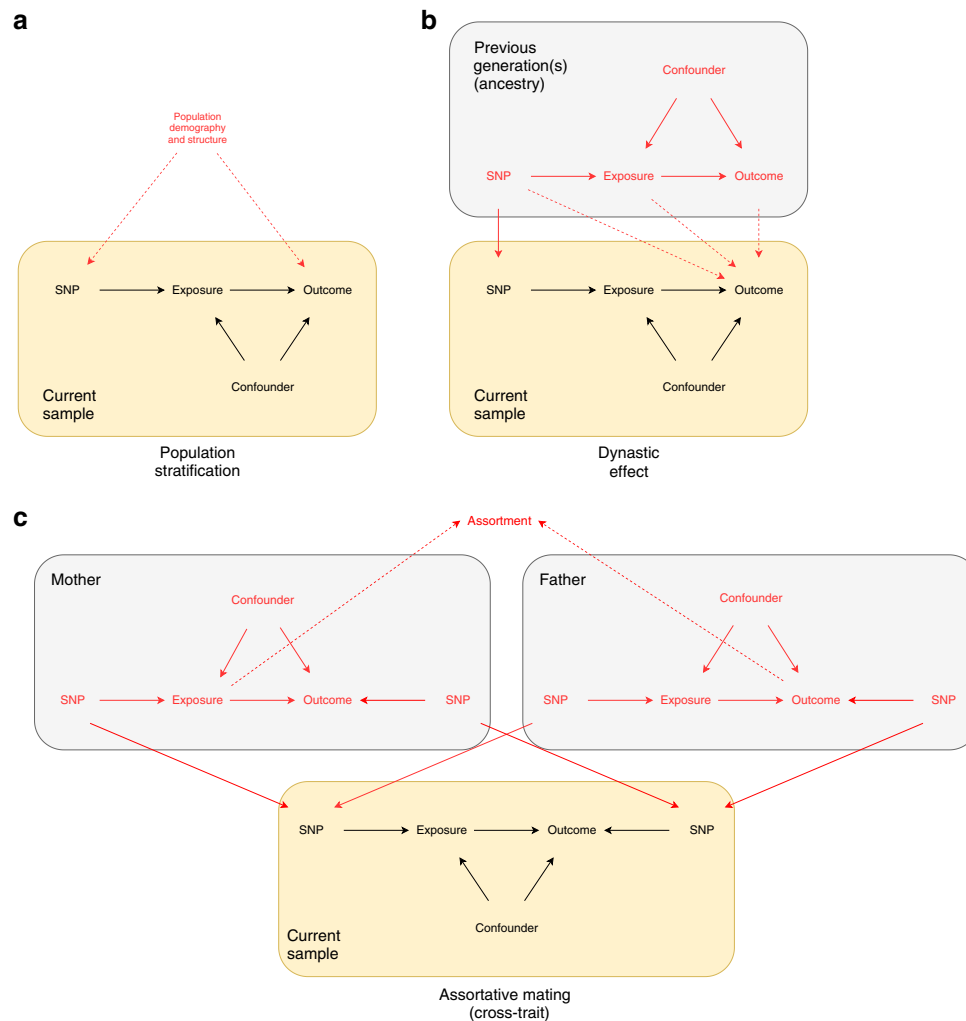 a
Population
demography
and structure
SNP
Exposure
Outcome
Confounder
Current
sample
Population
stratification
b
Previous
generation(s)
(ancestry)
Confounder
SNP
Exposure
Outcome
SNP
Exposure
Outcome
Confounder
Current
sample
Dynastic
effect
c
Assortment
Mother
Confounder
SNP
Exposure
Outcome
SNP
Father
Confounder
SNP
Exposure
Outcome
SNP
SNP
Exposure
Outcome
SNP
Confounder
Current
sample
Assortative mating
(cross-trait)